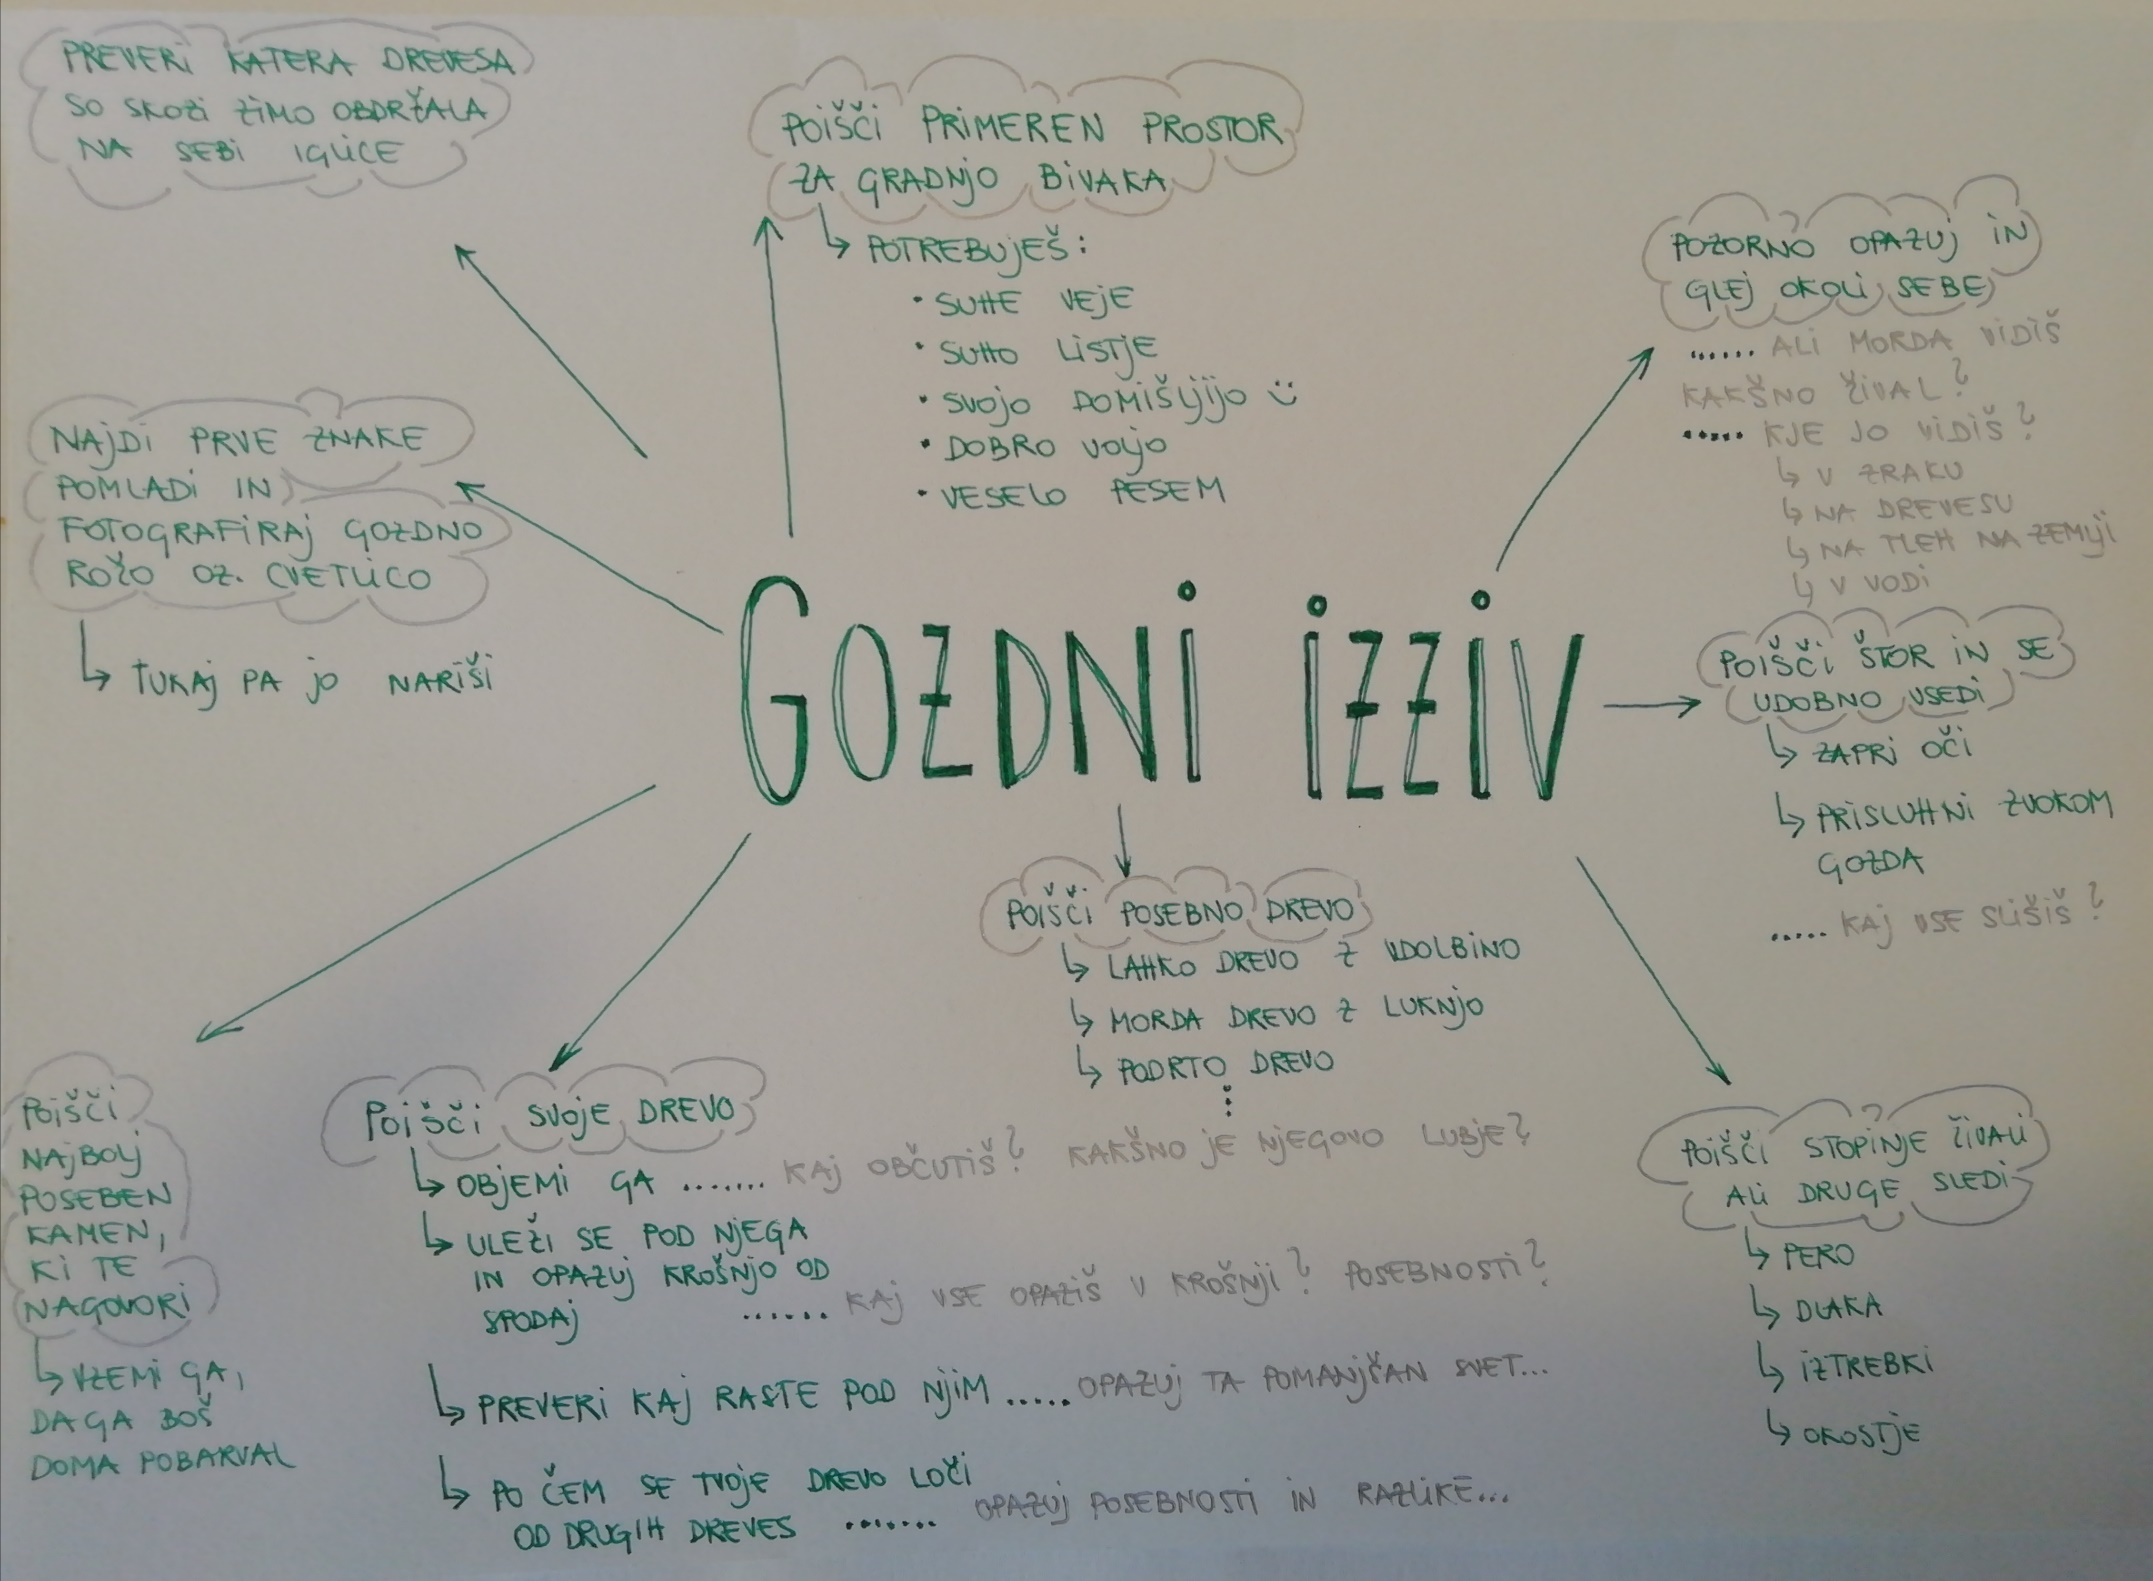 PREVERI KATERA DREVESA
SO SKOZI ZIMO OBDRŽALA
NA SEBI IGLICE
POIŠČI PRIMEREN PROSTOR
ZA GRADNJO BIVAKA
POTREBUJEŠ:
• SUHE VEJE
• SUHO LISTJE
• SVOJO DOMIŠLJIJO ü
• DOBRO VOLJO
• VESELO PESEM
POZORNO OPAZUJ IN
GLEJ OKOLI SEBE
...... ALI MORDA VIDIŠ
KAKŠNO ŽIVAL?
..... KJE JO VIDIŠ?
↳ V ZRAKU
↳ NA DREVESU
↳ NA TLEH NA ZEMLJI
↳ V VODI
NAJDI PRVE ZNAKE
POMLADI IN
FOTOGRAFIRAJ GOZDNO
ROŽO OZ. CVETLICO
↳ TUKAJ PA JO NARIŠI
GOZDNI IZZIV
POIŠČI ŠTOR IN SE
UDOBNO USEDI
↳ ZAPRI OČI
↳ PRISLUHNI ZVOKOM
GOZDA
..... KAJ VSE SLIŠIŠ?
POIŠČI POSEBNO DREVO
↳ LAHKO DREVO Z VDOLBINO
↳ MORDA DREVO Z LUKNJO
↳ PODRTO DREVO
POIŠČI
NAJBOLJ
POSEBEN
KAMEN,
KI TE
NAGOVORI
↳ VZEMI GA,
DA GA BOŠ
DOMA POBARVAL
POIŠČI SVOJE DREVO
↳ OBJEMI GA ....... KAJ OBČUTIŠ? KAKŠNO JE NJEGOVO LUBJE?
↳ ULEŽI SE POD NJEGA
IN OPAZUJ KROŠNJO OD
SPODAJ ...... KAJ VSE OPAZIŠ V KROŠNJI? POSEBNOSTI?
↳ PREVERI KAJ RASTE POD NJIM ..... OPAZUJ TA POMANJČAN SVET...
↳ PO ČEM SE TVOJE DREVO LOČI
OD DRUGIH DREVES ....... OPAZUJ POSEBNOSTI IN RAZLIKE...
POIŠČI STOPINJE ŽIVALI
ALI DRUGE SLEDI
↳ PERO
↳ DLAKA
↳ IZTREBKI
↳ OKOSTJE